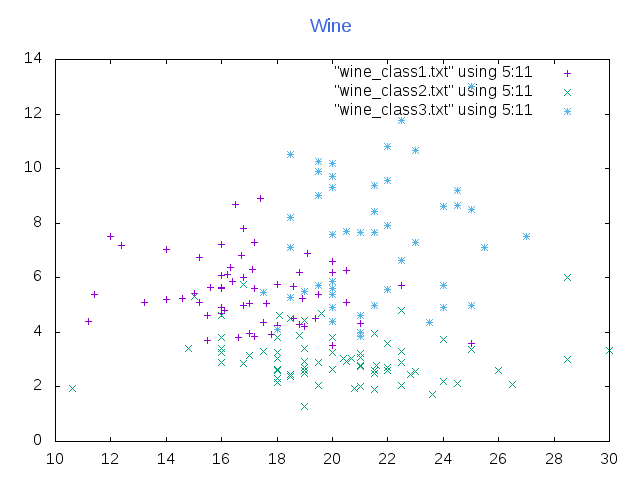 Wine
14
12
10
8
6
4
2
0
"wine_class1.txt" using 5:11
"wine_class2.txt" using 5:11
"wine_class3.txt" using 5:11
10 12 14 16 18 20 22 24 26 28 30